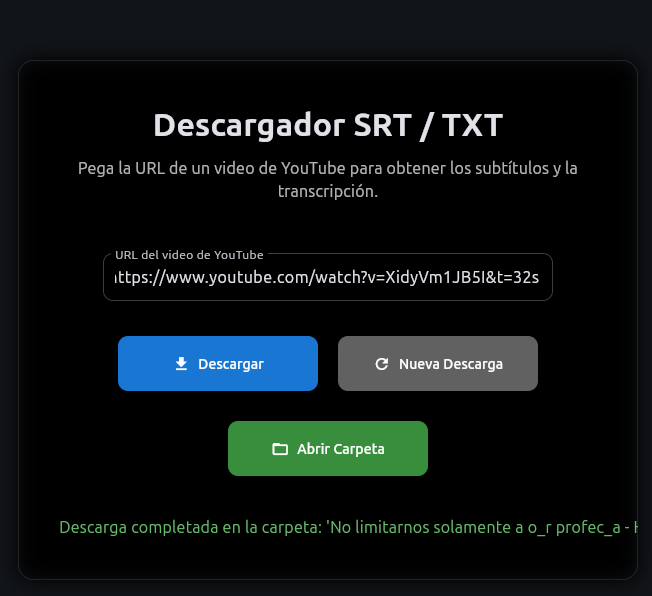 Descargador SRT / TXT
Pega la URL de un video de YouTube para obtener los subtítulos y la
transcripción.
URL del video de YouTube
https://www.youtube.com/watch?v=XidyVm1JB5I&t=32s
Descargar
Nueva Descarga
Abrir Carpeta
Descarga completada en la carpeta: 'No limitarnos solamente a o_r profec_a -